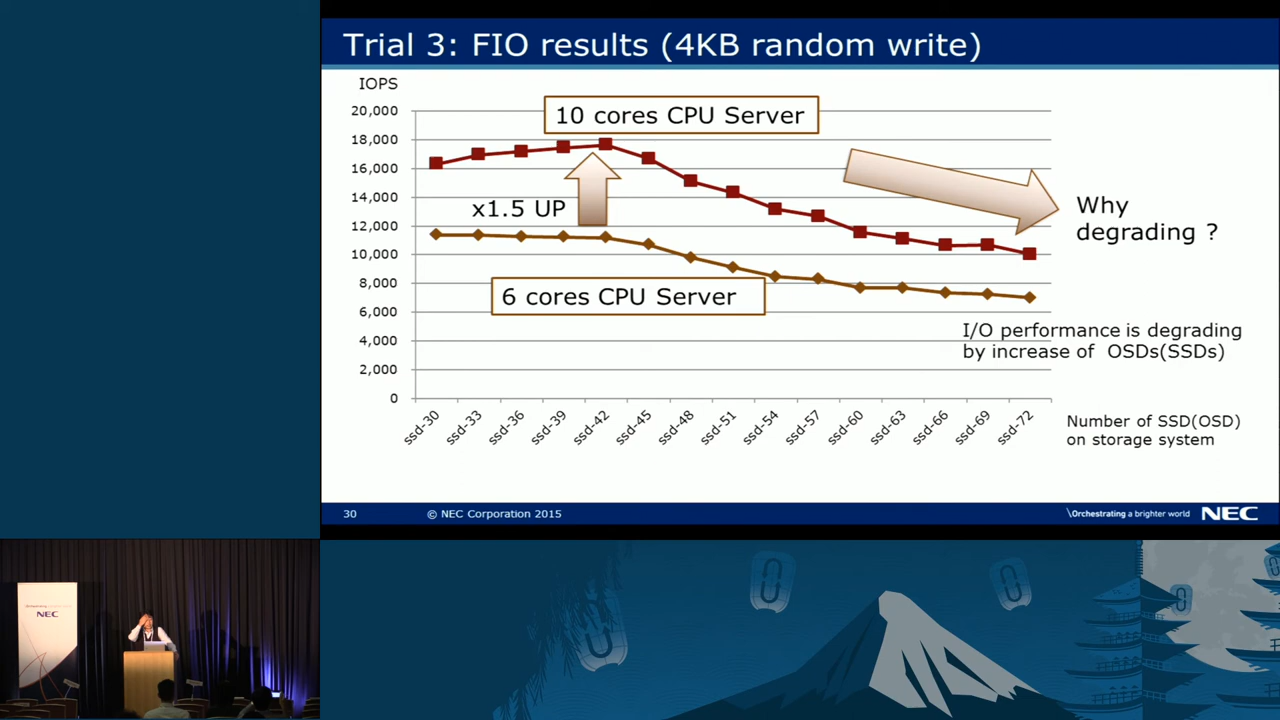 Trial 3: FIO results (4KB random write)
IOPS
20,000
18,000
16,000
14,000
12,000
10,000
8,000
6,000
4,000
2,000
0
10 cores CPU Server
x1.5 UP
6 cores CPU Server
Why
degrading ?
I/O performance is degrading
by increase of OSDs(SSDs)
ssd-30
ssd-33
ssd-36
ssd-39
ssd-42
ssd-45
ssd-48
ssd-51
ssd-54
ssd-57
ssd-60
ssd-63
ssd-66
ssd-69
ssd-72
Number of SSD(OSD)
on storage system
30
© NEC Corporation 2015
\Orchestrating a brighter world
NEC
NEC